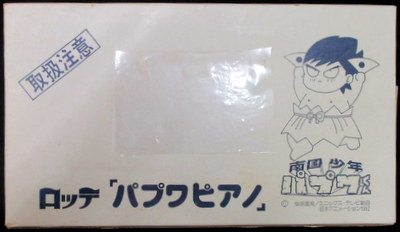 取扱注意
南国少年
パプワくん
ロッテ「パプワピアノ」